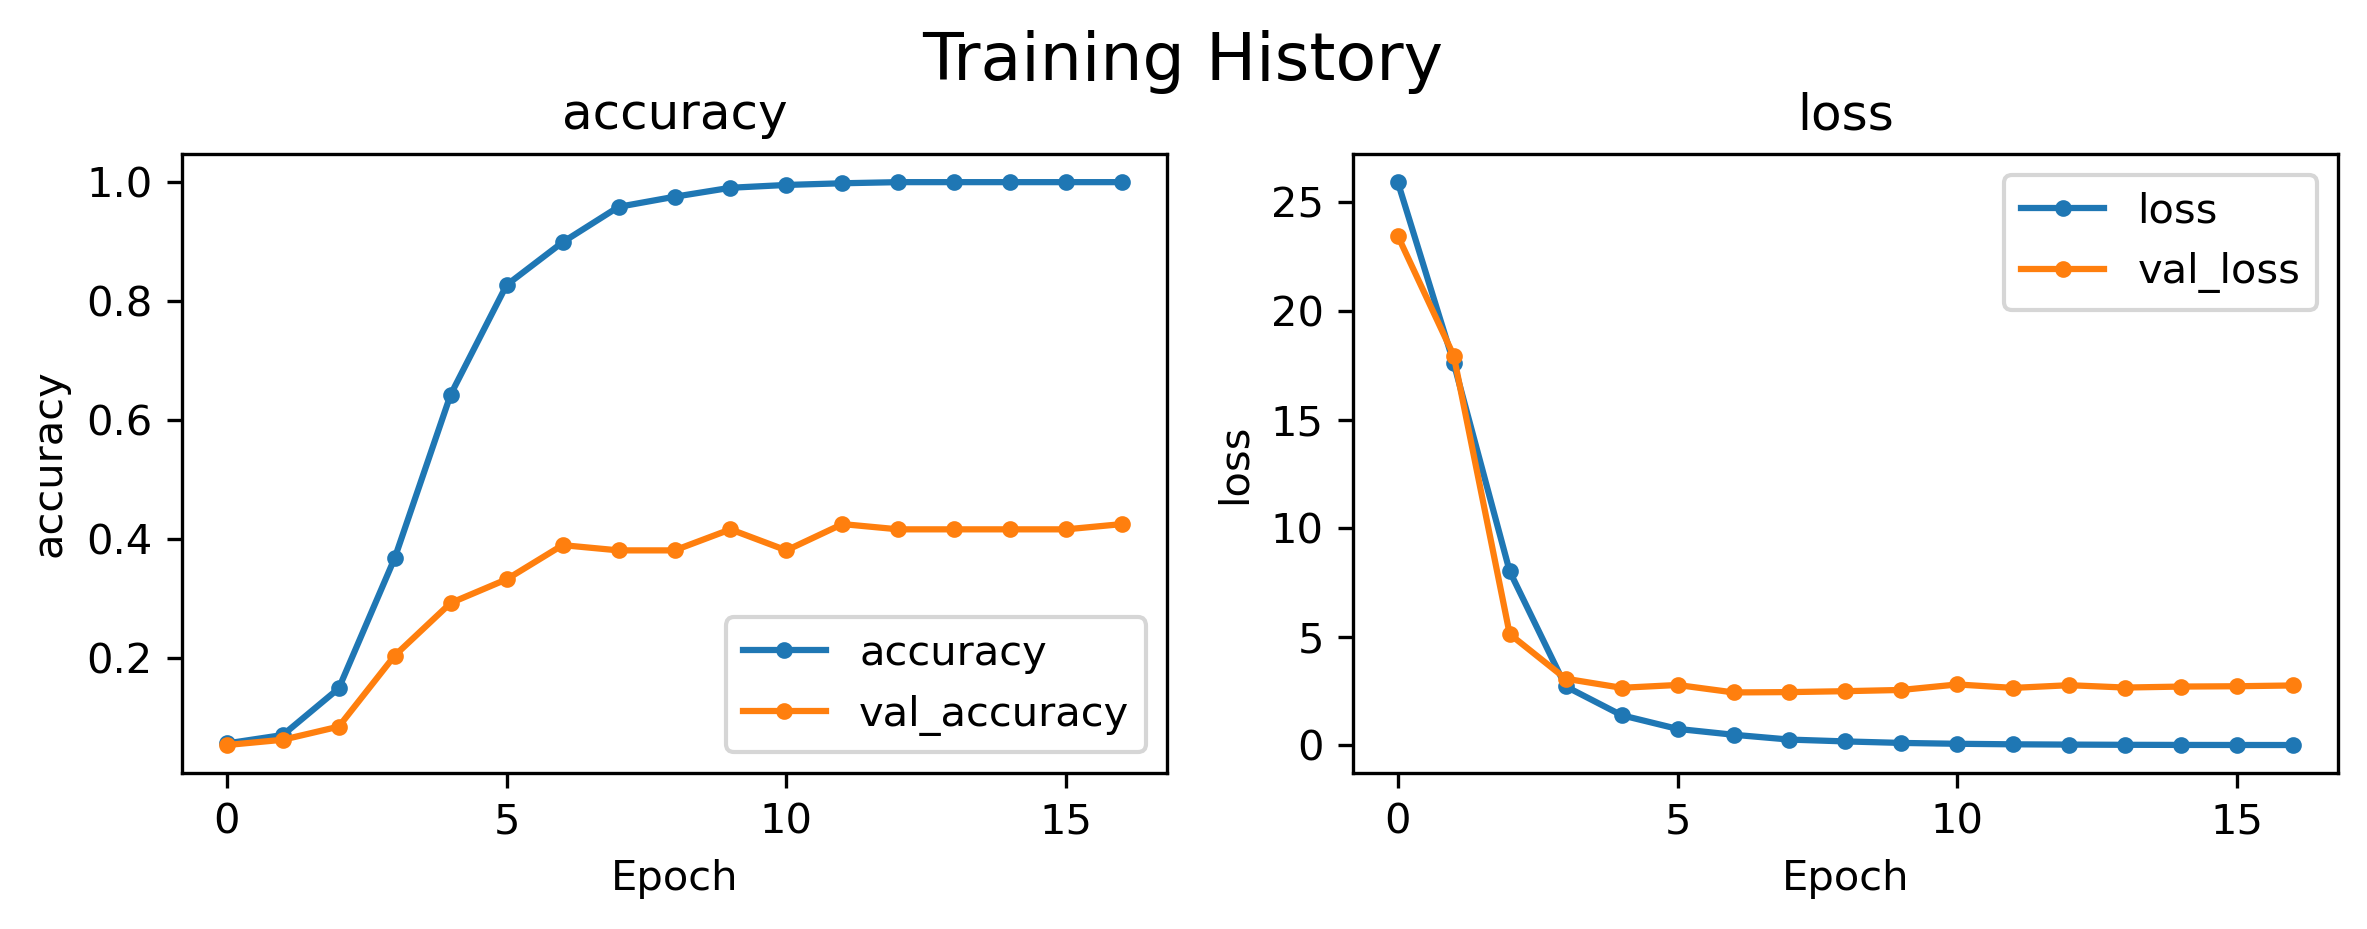 Training History
accuracy
accuracy
1.0
0.8
0.6
0.4
0.2
0 5 10 15
Epoch
accuracy
val_accuracy
loss
loss
25
20
15
10
5
0
0 5 10 15
Epoch
loss
val_loss